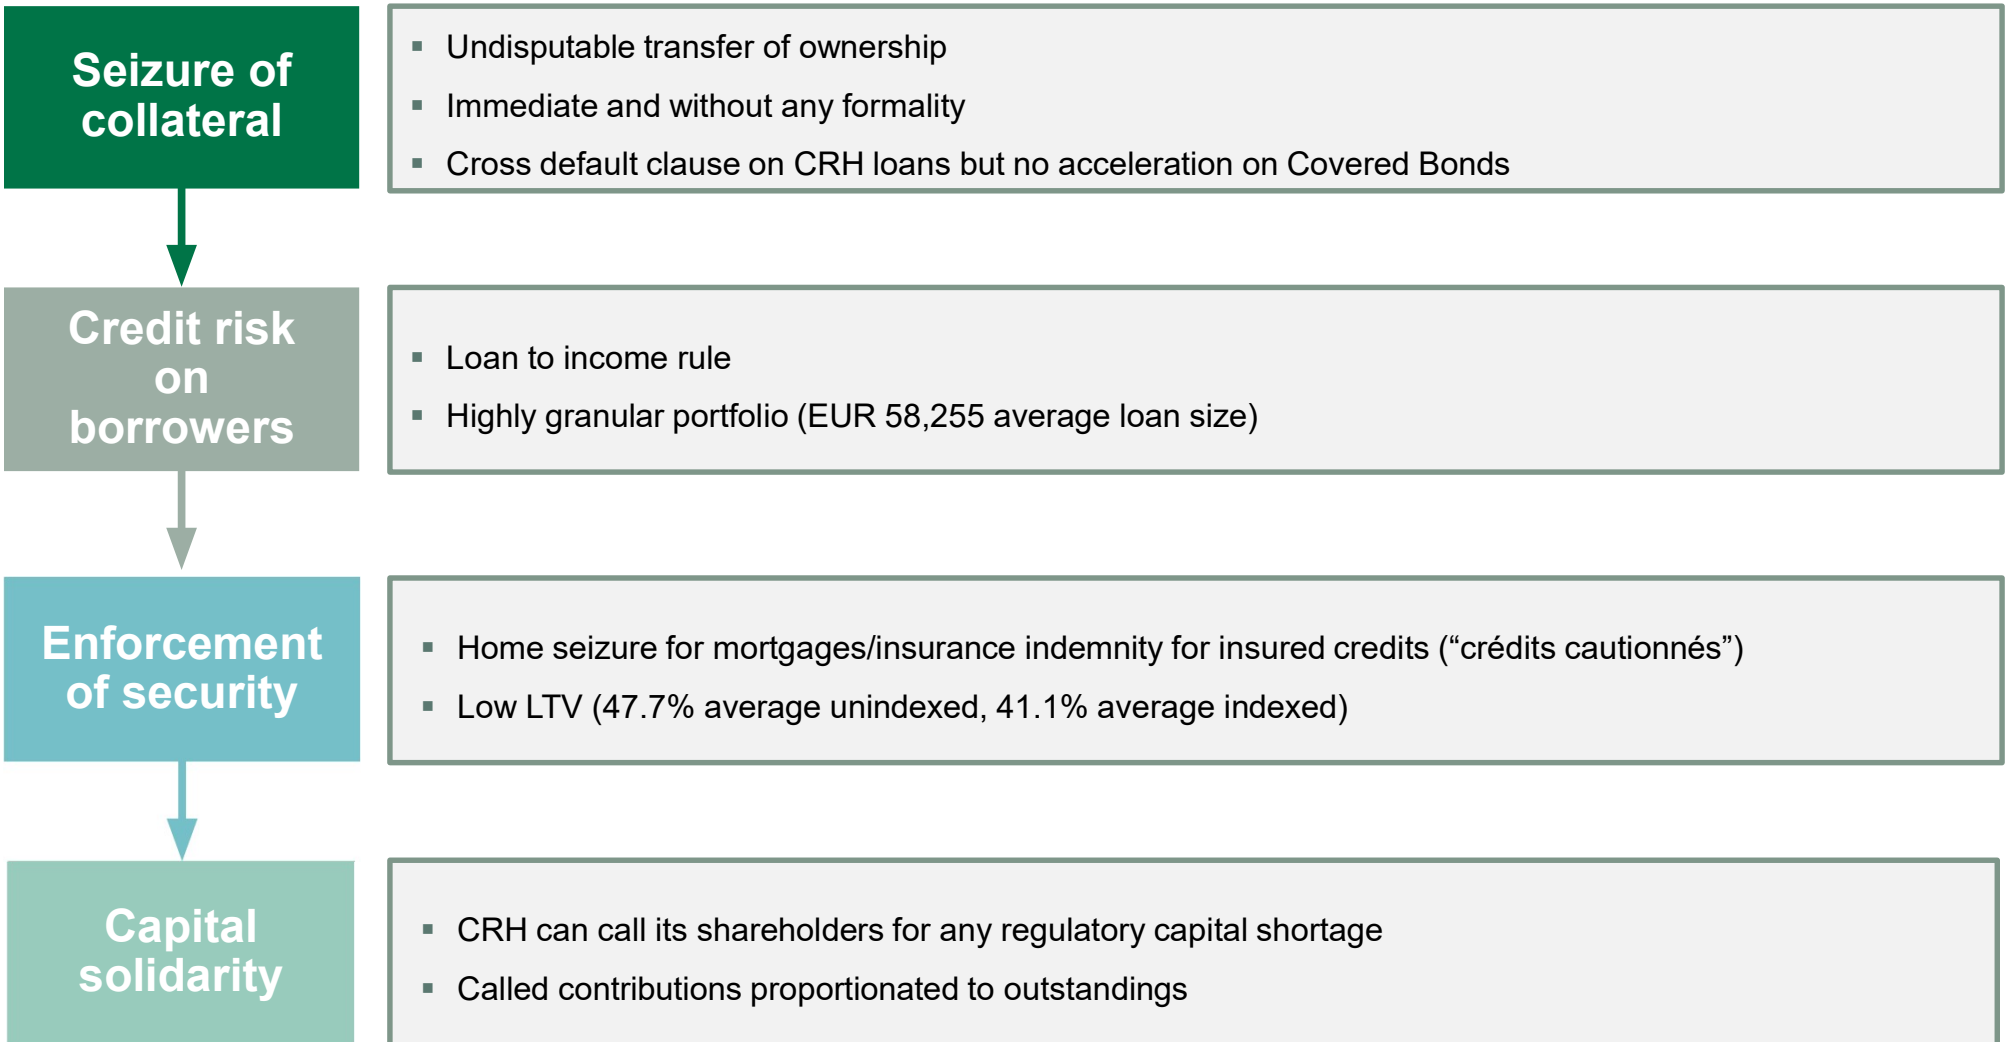 Seizure of
collateral
▪ Undisputable transfer of ownership
▪ Immediate and without any formality
▪ Cross default clause on CRH loans but no acceleration on Covered Bonds
Credit risk
on
borrowers
▪ Loan to income rule
▪ Highly granular portfolio (EUR 58,255 average loan size)
Enforcement
of security
▪ Home seizure for mortgages/insurance indemnity for insured credits (“crédits cautionnés”)
▪ Low LTV (47.7% average unindexed, 41.1% average indexed)
Capital
solidarity
▪ CRH can call its shareholders for any regulatory capital shortage
▪ Called contributions proportionated to outstandings